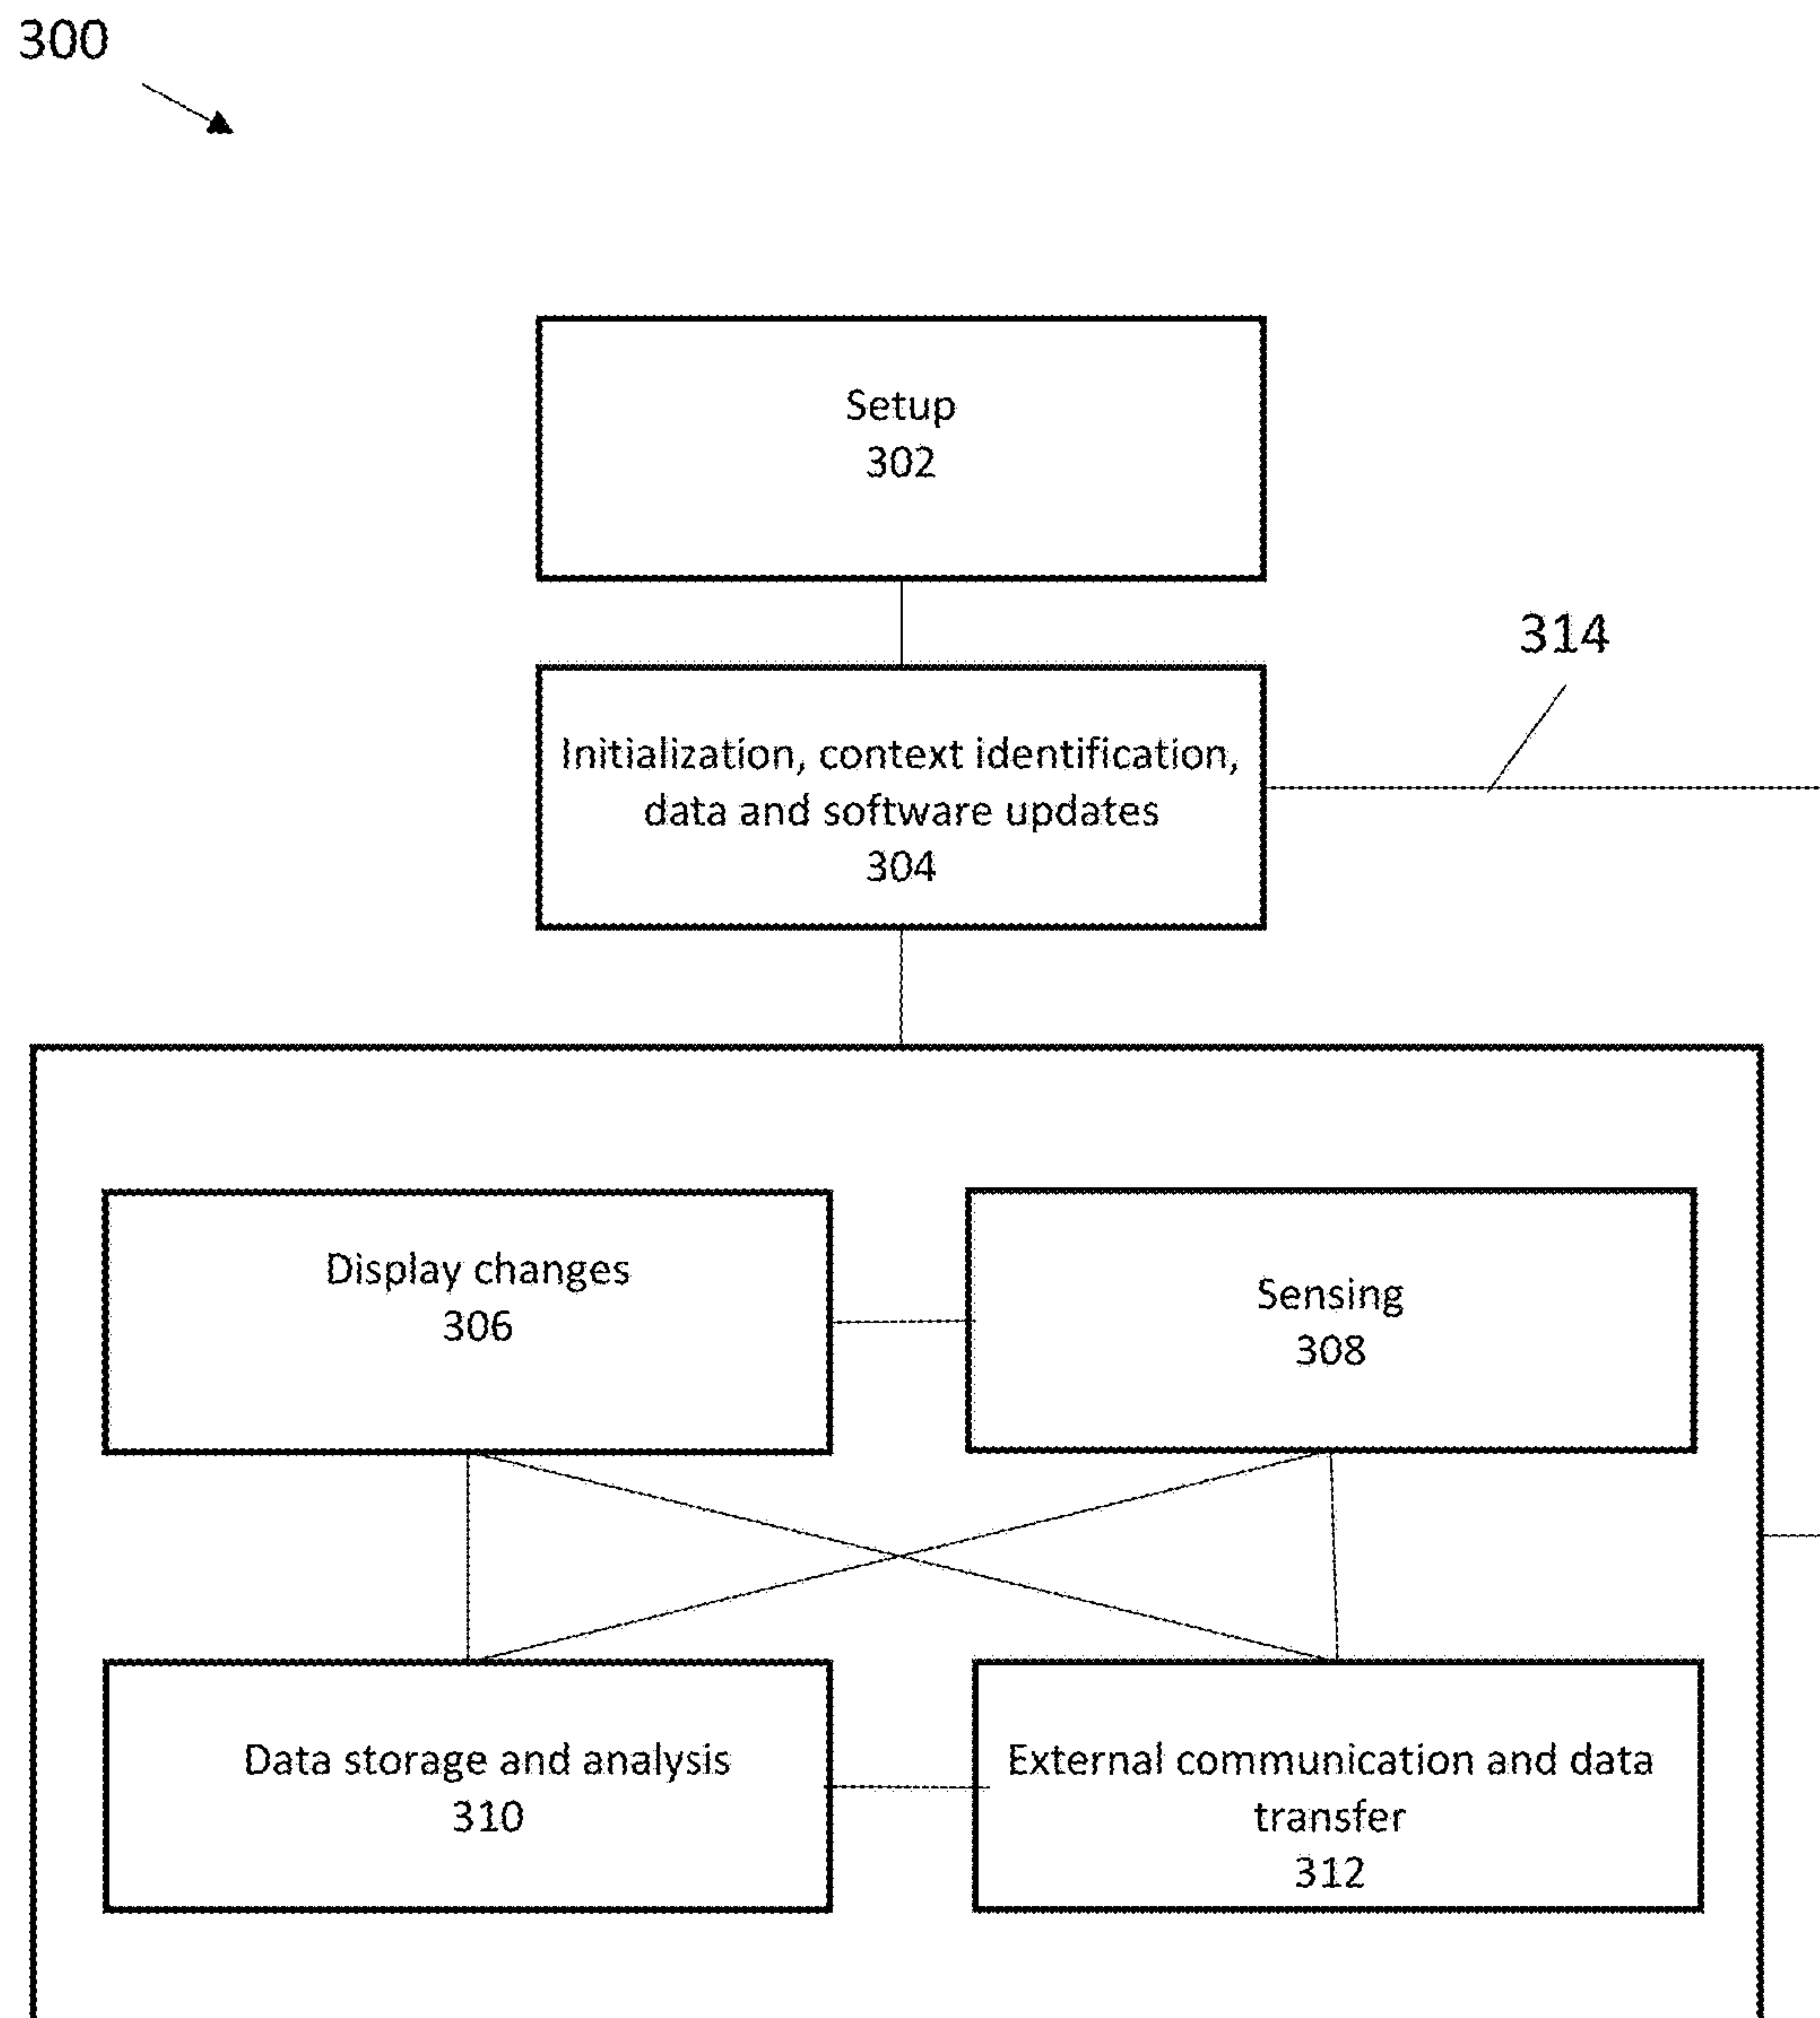 300
Setup
302
314
Initialization, context identification,
data and software updates
304
Display changes
306
Sensing
308
Data storage and analysis
310
External communication and data
transfer
312